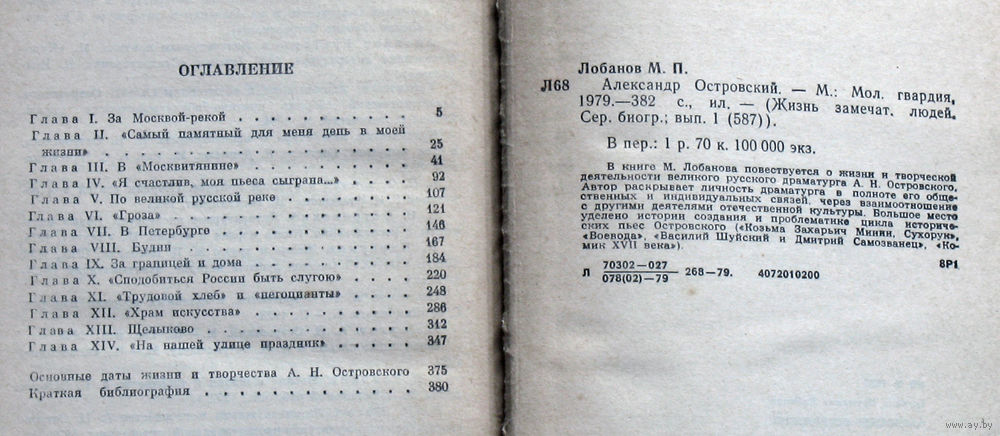 ОГЛАВЛЕНИЕ
Глава I. За Москвой-рекой 5
Глава II. «Самый памятный для меня день в моей
жизни» 25
Глава III. В «Москвитянине» 41
Глава IV. «Я счастлив, моя пьеса сыграна...» 92
Глава V. По великой русской реке 107
Глава VI. «Гроза» 121
Глава VII. В Петербурге 146
Глава VIII. Будни 167
Глава IX. За границей и дома 184
Глава X. «Сподобиться России быть слугою» 220
Глава XI. «Трудовой хлеб» и «негоцианты» 248
Глава XII. «Храм искусства» 286
Глава XIII. Щелыково 312
Глава XIV. «На нашей улице праздник» 347
Основные даты жизни и творчества А. Н. Островского 375
Краткая библиография 380
Лобанов М. П.
Л68 Александр Островский. — М.: Мол. гвардия,
1979.—382 с., ил. — (Жизнь замечат. людей.
Сер. биогр.; вып. 1 (587)).
В пер.: 1 р. 70 к. 100 000 экз.
В книге М. Лобанова повествуется о жизни и творческой
деятельности великого русского драматурга А. Н. Островского.
Автор раскрывает личность драматурга в полноте его обще-
ственных и индивидуальных связей, через взаимоотношение
с другими деятелями отечественной культуры. Большое место
уделено истории создания и проблематике цикла историче-
ских пьес Островского («Козьма Захарьич Минин, Сухорук»,
«Воевода», «Василий Шуйский и Дмитрий Самозванец», «Ко-
мик XVII века»).
8Р1
Л 70302—027
078(02)—79 268—79. 4072010200
www.ay.by